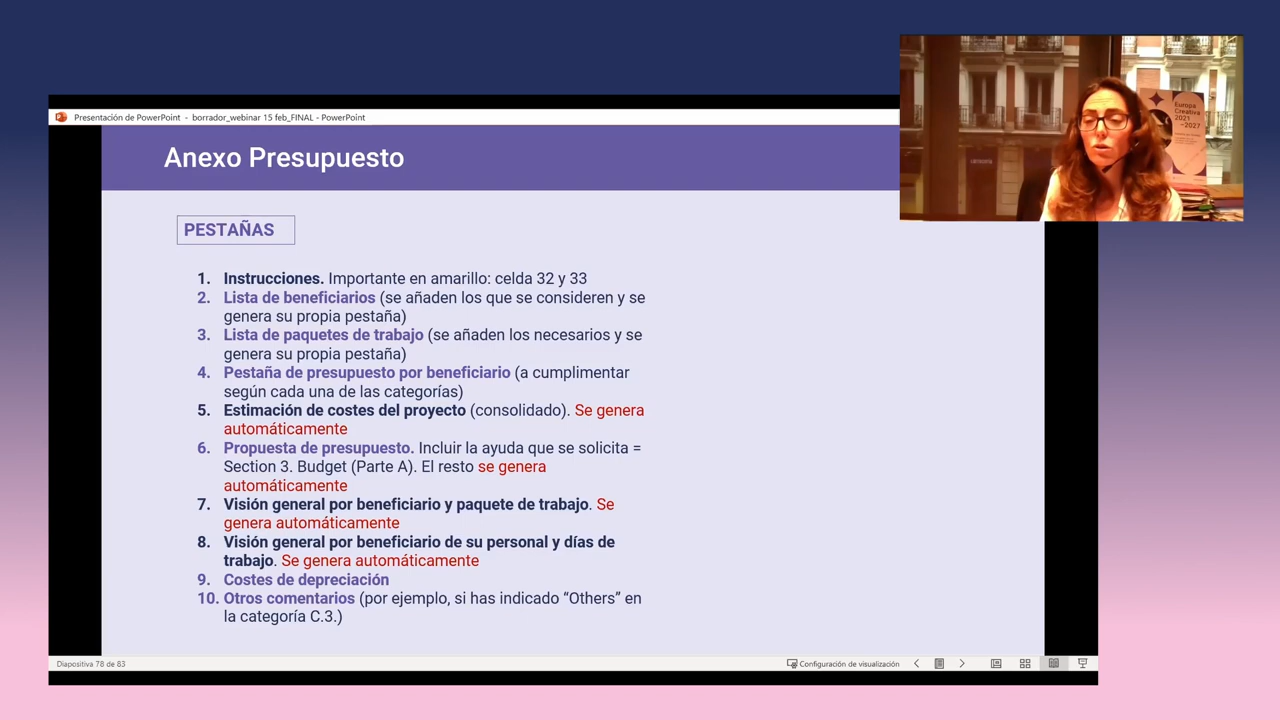 Presentación de PowerPoint - borrador_webinar 15 feb_FINAL - PowerPoint
Anexo Presupuesto
Europa
Creativa
2021
-2027
PESTAÑAS
1. Instrucciones. Importante en amarillo: celda 32 y 33
2. Lista de beneficiarios (se añaden los que se consideren y se
genera su propia pestaña)
3. Lista de paquetes de trabajo (se añaden los necesarios y se
genera su propia pestaña)
4. Pestaña de presupuesto por beneficiario (a cumplimentar
según cada una de las categorías)
5. Estimación de costes del proyecto (consolidado). Se genera
automáticamente
6. Propuesta de presupuesto. Incluir la ayuda que se solicita =
Section 3. Budget (Parte A). El resto se genera
automáticamente
7. Visión general por beneficiario y paquete de trabajo. Se
genera automáticamente
8. Visión general por beneficiario de su personal y días de
trabajo. Se genera automáticamente
9. Costes de depreciación
10. Otros comentarios (por ejemplo, si has indicado “Others” en
la categoría C.3.)
Diapositiva 78 de 83
Configuración de visualización